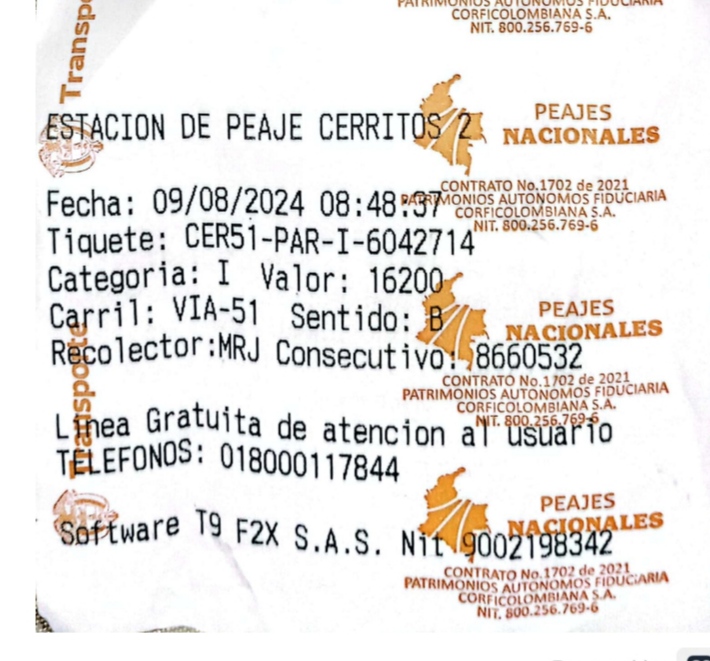 Transpo
PATRIMONIOS AUTONOMOS FIDUCIARIA
CORFICOLOMBIANA S.A.
NIT. 800.256.769-6
ESTACION DE PEAJE CERRITOS 2
PEAJES
NACIONALES
CONTRATO No.1702 de 2021
PATRIMONIOS AUTONOMOS FIDUCIARIA
CORFICOLOMBIANA S.A.
NIT. 800.256.769-6
Fecha: 09/08/2024 08:48:37
Tiquete: CER51-PAR-I-6042714
Categoria: I Valor: 16200
Carril: VIA-51 Sentido: B
Recolector:MRJ Consecutivo: 8660532
PEAJES
NACIONALES
CONTRATO No.1702 de 2021
PATRIMONIOS AUTONOMOS FIDUCIARIA
CORFICOLOMBIANA S.A.
NIT. 800.256.769-6
Transporte
Linea Gratuita de atencion al usuario
TELEFONOS: 018000117844
PEAJES
NACIONALES
Software T9 F2X S.A.S. Nit 9002198342
CONTRATO No.1702 de 2021
PATRIMONIOS AUTONOMOS FIDUCIARIA
CORFICOLOMBIANA S.A.
NIT. 800.256.769-6